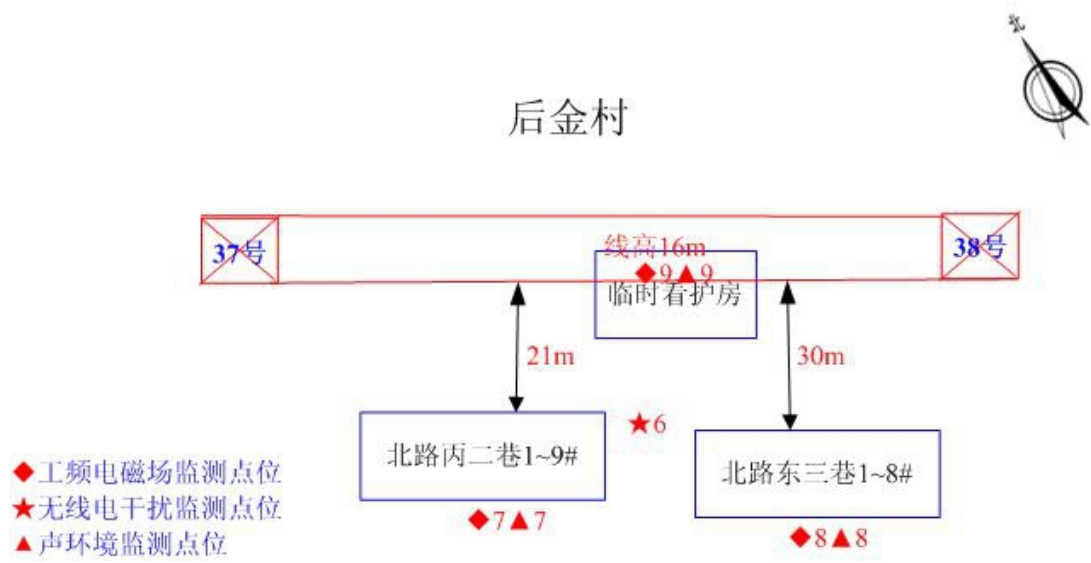 北
后金村
37号
线高16m
38号
◆9▲9
临时看护房
21m
30m
★6
北路丙二巷1~9#
北路东三巷1~8#
◆工频电磁场监测点位
★无线电干扰监测点位
▲声环境监测点位
◆7▲7
◆8▲8